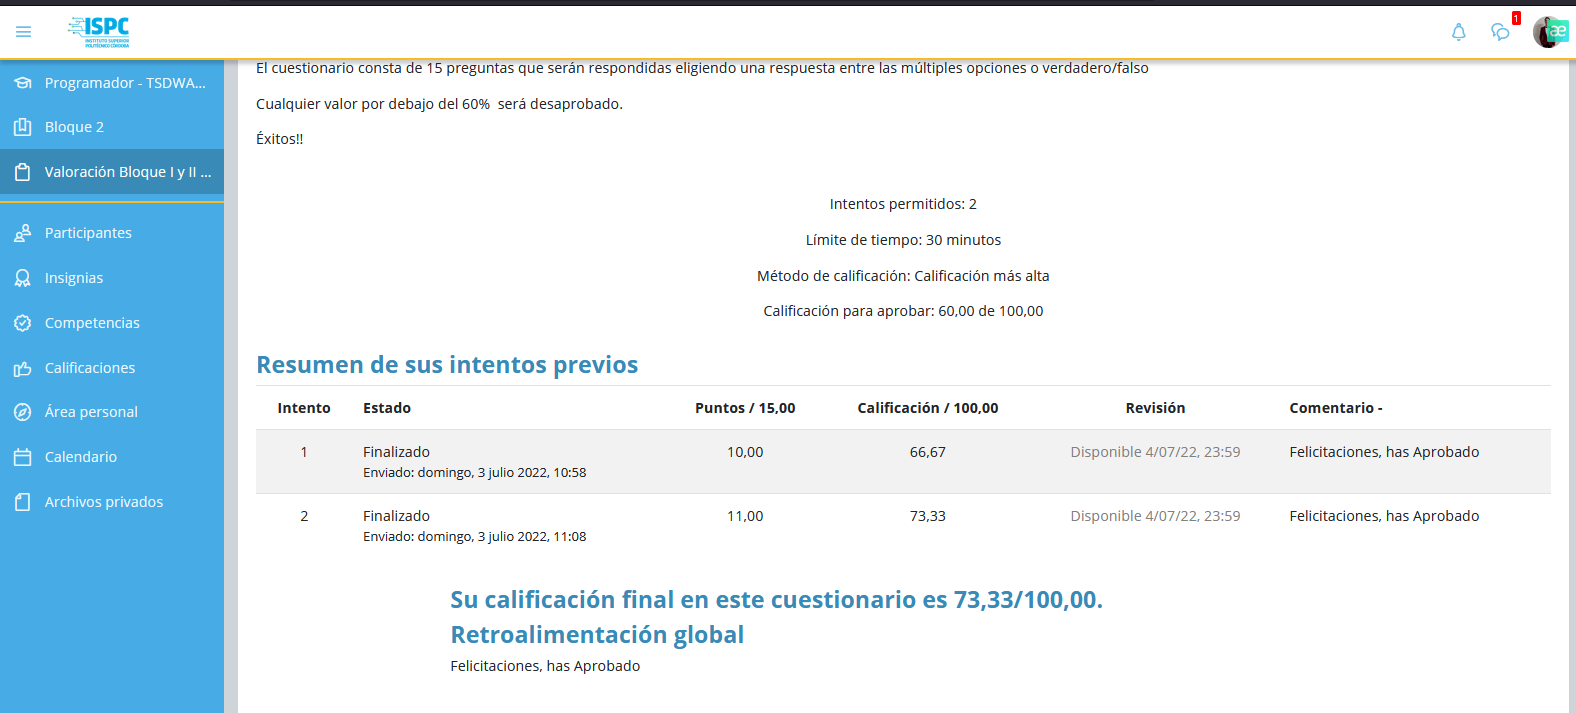 ISPC
INSTITUTO SUPERIOR
POLITÉCNICO CÓRDOBA
1
æ
Programador - TSDWA...
Bloque 2
Valoración Bloque I y II ...
Participantes
Insignias
Competencias
Calificaciones
Área personal
Calendario
Archivos privados
El cuestionario consta de 15 preguntas que serán respondidas eligiendo una respuesta entre las múltiples opciones o verdadero/falso
Cualquier valor por debajo del 60% será desaprobado.
Éxitos!!
Intentos permitidos: 2
Límite de tiempo: 30 minutos
Método de calificación: Calificación más alta
Calificación para aprobar: 60,00 de 100,00
Resumen de sus intentos previos
Intento Estado Puntos / 15,00 Calificación / 100,00 Revisión Comentario -
1 Finalizado 10,00 66,67 Disponible 4/07/22, 23:59 Felicitaciones, has Aprobado
Enviado: domingo, 3 julio 2022, 10:58
2 Finalizado 11,00 73,33 Disponible 4/07/22, 23:59 Felicitaciones, has Aprobado
Enviado: domingo, 3 julio 2022, 11:08
Su calificación final en este cuestionario es 73,33/100,00.
Retroalimentación global
Felicitaciones, has Aprobado